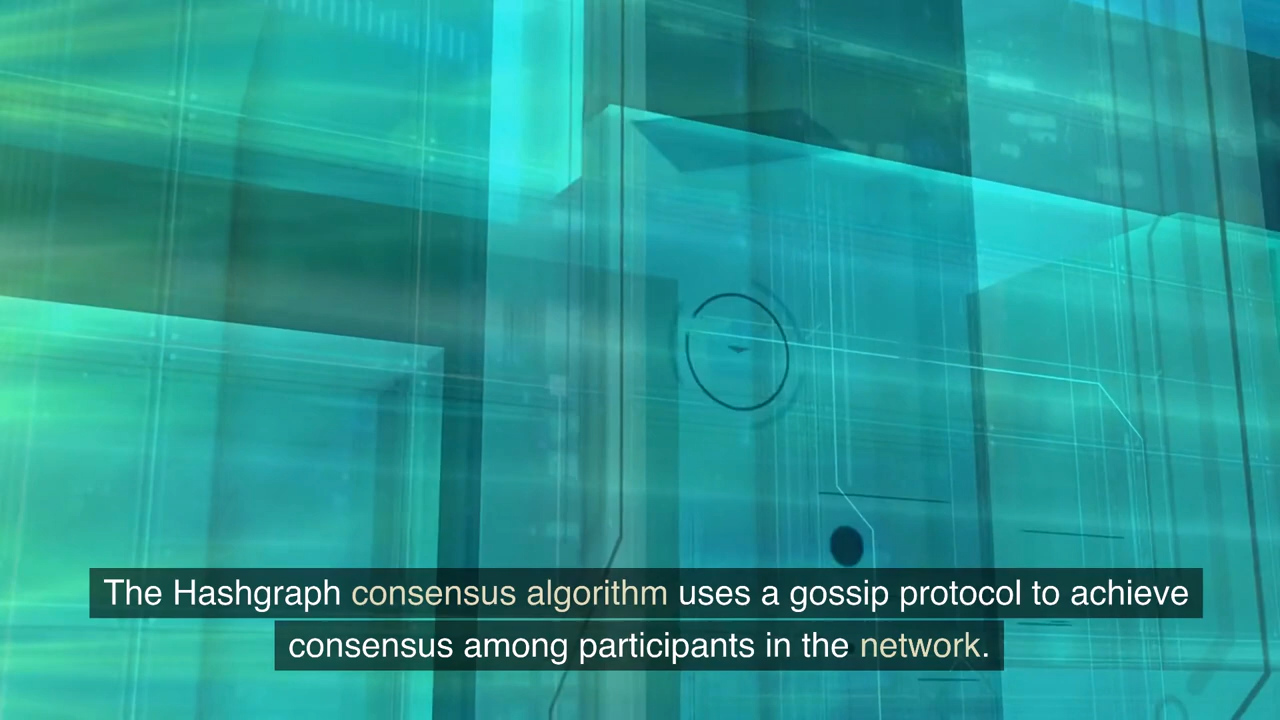 The Hashgraph consensus algorithm uses a gossip protocol to achieve
consensus among participants in the network.